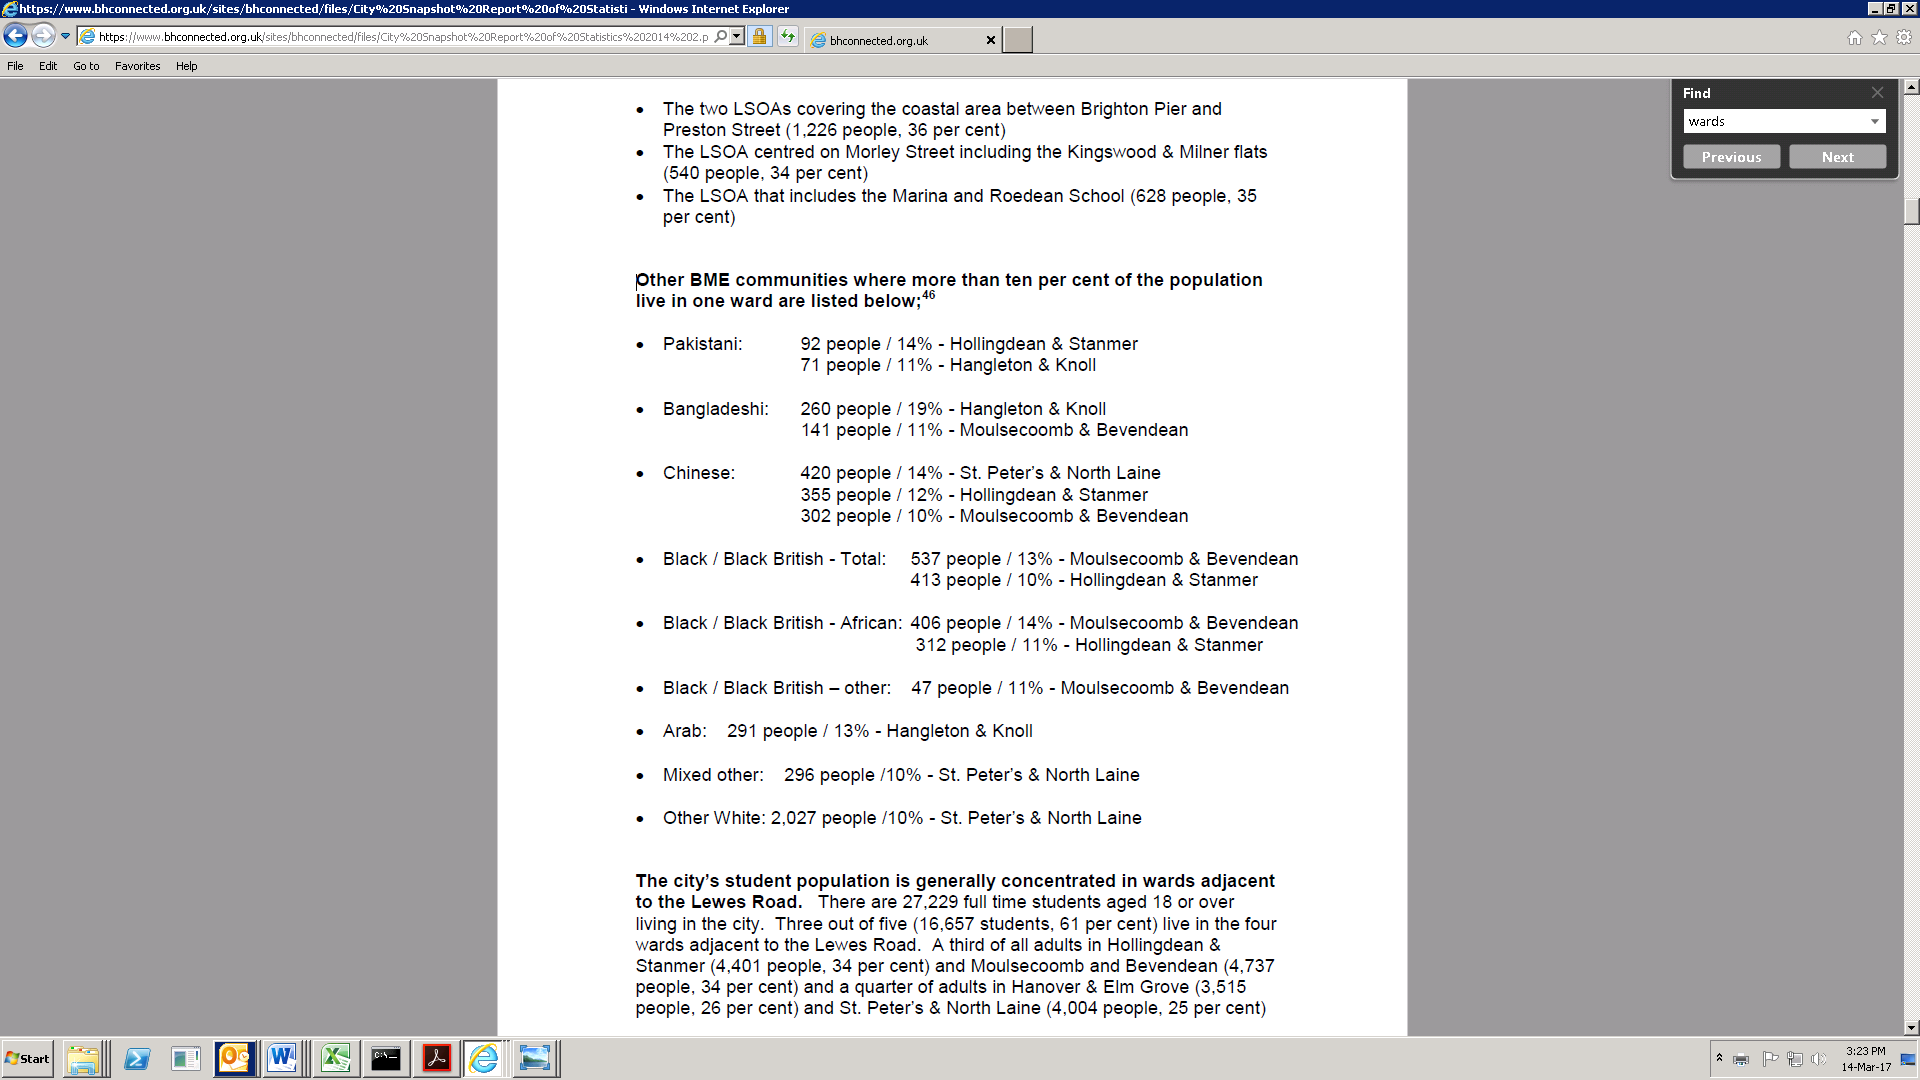 https://www.bhconnected.org.uk/sites/bhconnected/files/City%20Snapshot%20Report%20of%20Statisti - Windows Internet Explorer
https://www.bhconnected.org.uk/sites/bhconnected/files/City%20Snapshot%20Report%20of%20Statistics%202014%202.p
bhconnected.org.uk
File Edit Go to Favorites Help
Find
wards
Previous Next
• The two LSOAs covering the coastal area between Brighton Pier and
Preston Street (1,226 people, 36 per cent)
• The LSOA centred on Morley Street including the Kingswood & Milner flats
(540 people, 34 per cent)
• The LSOA that includes the Marina and Roedean School (628 people, 35
per cent)
Other BME communities where more than ten per cent of the population
live in one ward are listed below;46
• Pakistani: 92 people / 14% - Hollingdean & Stanmer
71 people / 11% - Hangleton & Knoll
• Bangladeshi: 260 people / 19% - Hangleton & Knoll
141 people / 11% - Moulsecoomb & Bevendean
• Chinese: 420 people / 14% - St. Peter's & North Laine
355 people / 12% - Hollingdean & Stanmer
302 people / 10% - Moulsecoomb & Bevendean
• Black / Black British - Total: 537 people / 13% - Moulsecoomb & Bevendean
413 people / 10% - Hollingdean & Stanmer
• Black / Black British - African: 406 people / 14% - Moulsecoomb & Bevendean
312 people / 11% - Hollingdean & Stanmer
• Black / Black British – other: 47 people / 11% - Moulsecoomb & Bevendean
• Arab: 291 people / 13% - Hangleton & Knoll
• Mixed other: 296 people /10% - St. Peter's & North Laine
• Other White: 2,027 people /10% - St. Peter's & North Laine
The city's student population is generally concentrated in wards adjacent
to the Lewes Road. There are 27,229 full time students aged 18 or over
living in the city. Three out of five (16,657 students, 61 per cent) live in the four
wards adjacent to the Lewes Road. A third of all adults in Hollingdean &
Stanmer (4,401 people, 34 per cent) and Moulsecoomb and Bevendean (4,737
people, 34 per cent) and a quarter of adults in Hanover & Elm Grove (3,515
people, 26 per cent) and St. Peter's & North Laine (4,004 people, 25 per cent)
Start
3:23 PM
14-Mar-17